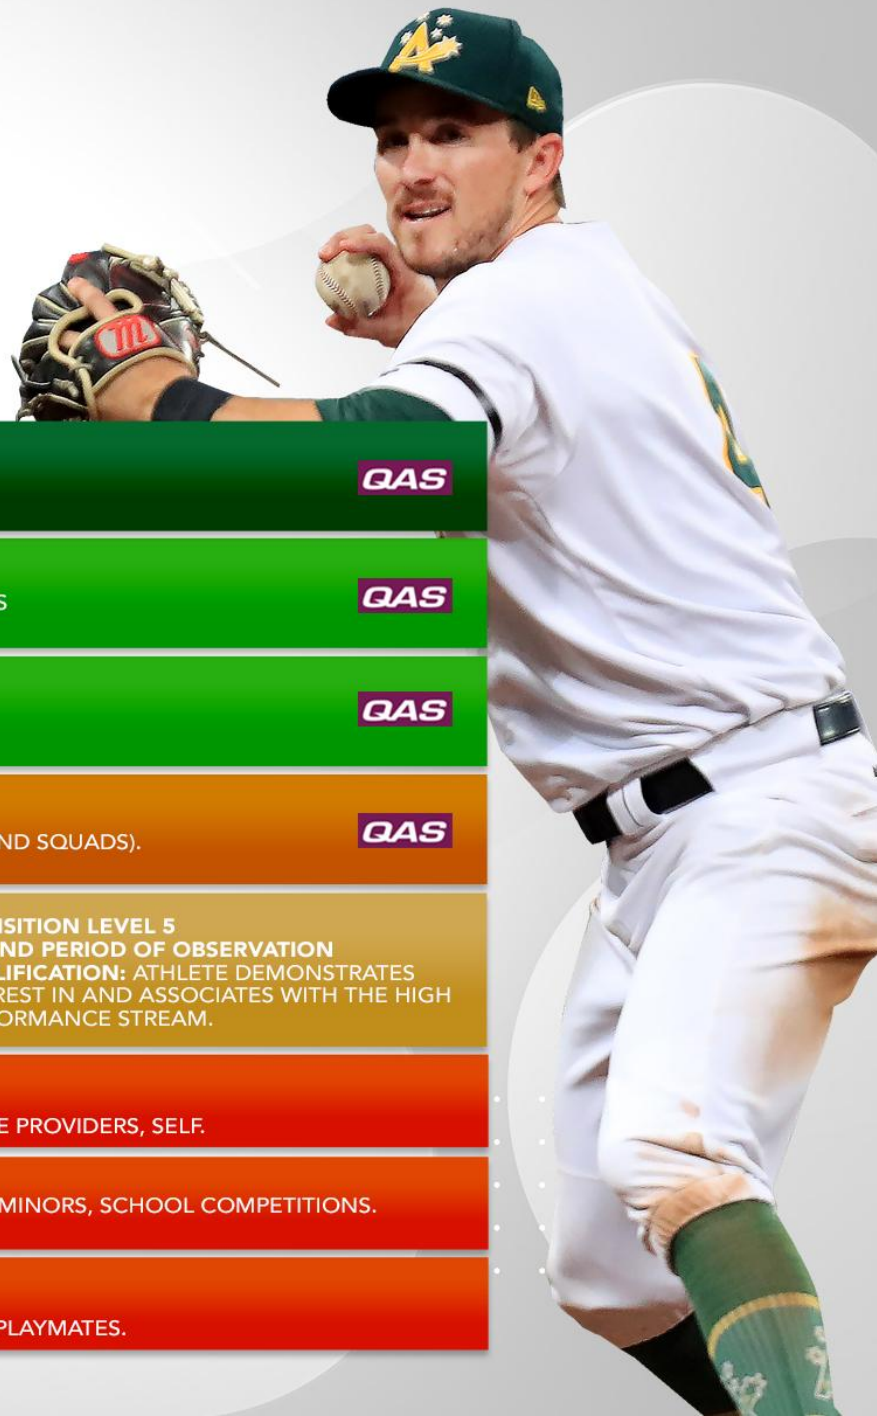 A
m
QAS
S
QAS
QAS
ND SQUADS).
QAS
SITION LEVEL 5
ND PERIOD OF OBSERVATION
LIFICATION: ATHLETE DEMONSTRATES
REST IN AND ASSOCIATES WITH THE HIGH
ORMANCE STREAM.
E PROVIDERS, SELF.
MINORS, SCHOOL COMPETITIONS.
PLAYMATES.